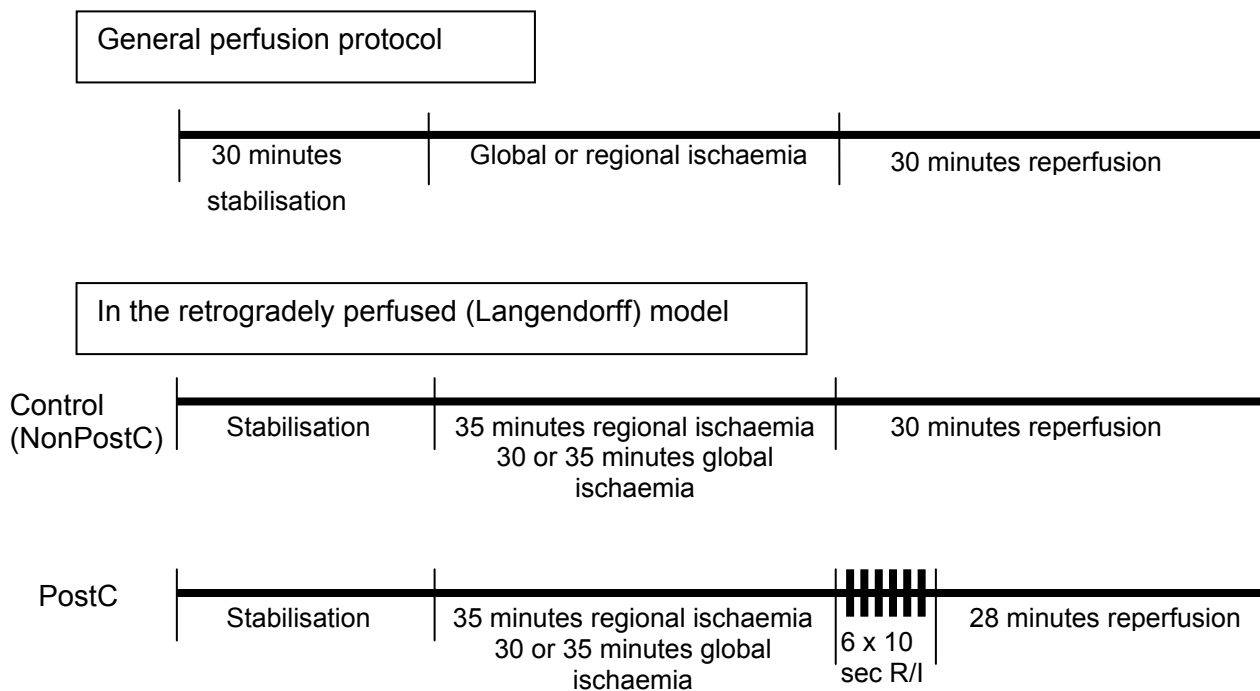 General perfusion protocol
30 minutes
stabilisation
Global or regional ischaemia
30 minutes reperfusion
In the retrogradely perfused (Langendorff) model
Control
(NonPostC)
Stabilisation
35 minutes regional ischaemia
30 or 35 minutes global
ischaemia
30 minutes reperfusion
PostC
Stabilisation
35 minutes regional ischaemia
30 or 35 minutes global
ischaemia
6 x 10
sec R/I
28 minutes reperfusion